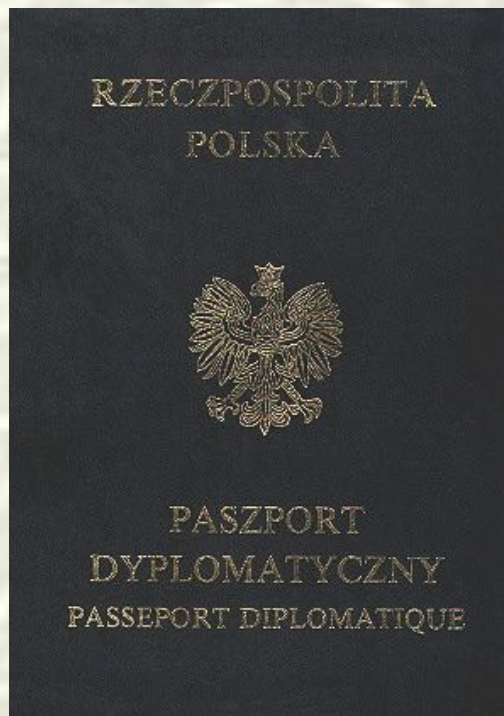 RZECZPOSPOLITA
POLSKA
PASZPORT
DYPLOMATYCZNY
PASSEPORT DIPLOMATIQUE